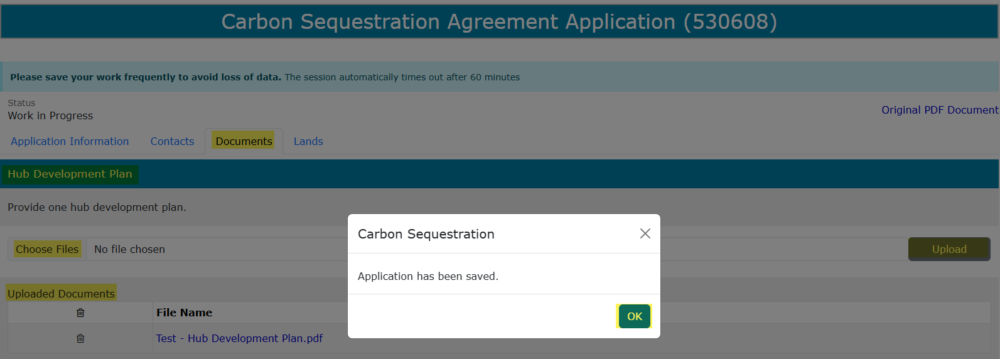 Carbon Sequestration Agreement Application (530608)
Please save your work frequently to avoid loss of data. The session automatically times out after 60 minutes
Status
Work in Progress
Original PDF Document
Application Information Contacts Documents Lands
Hub Development Plan
Provide one hub development plan.
Choose Files No file chosen Upload
Uploaded Documents
File Name
Test - Hub Development Plan.pdf
Carbon Sequestration
Application has been saved.
OK